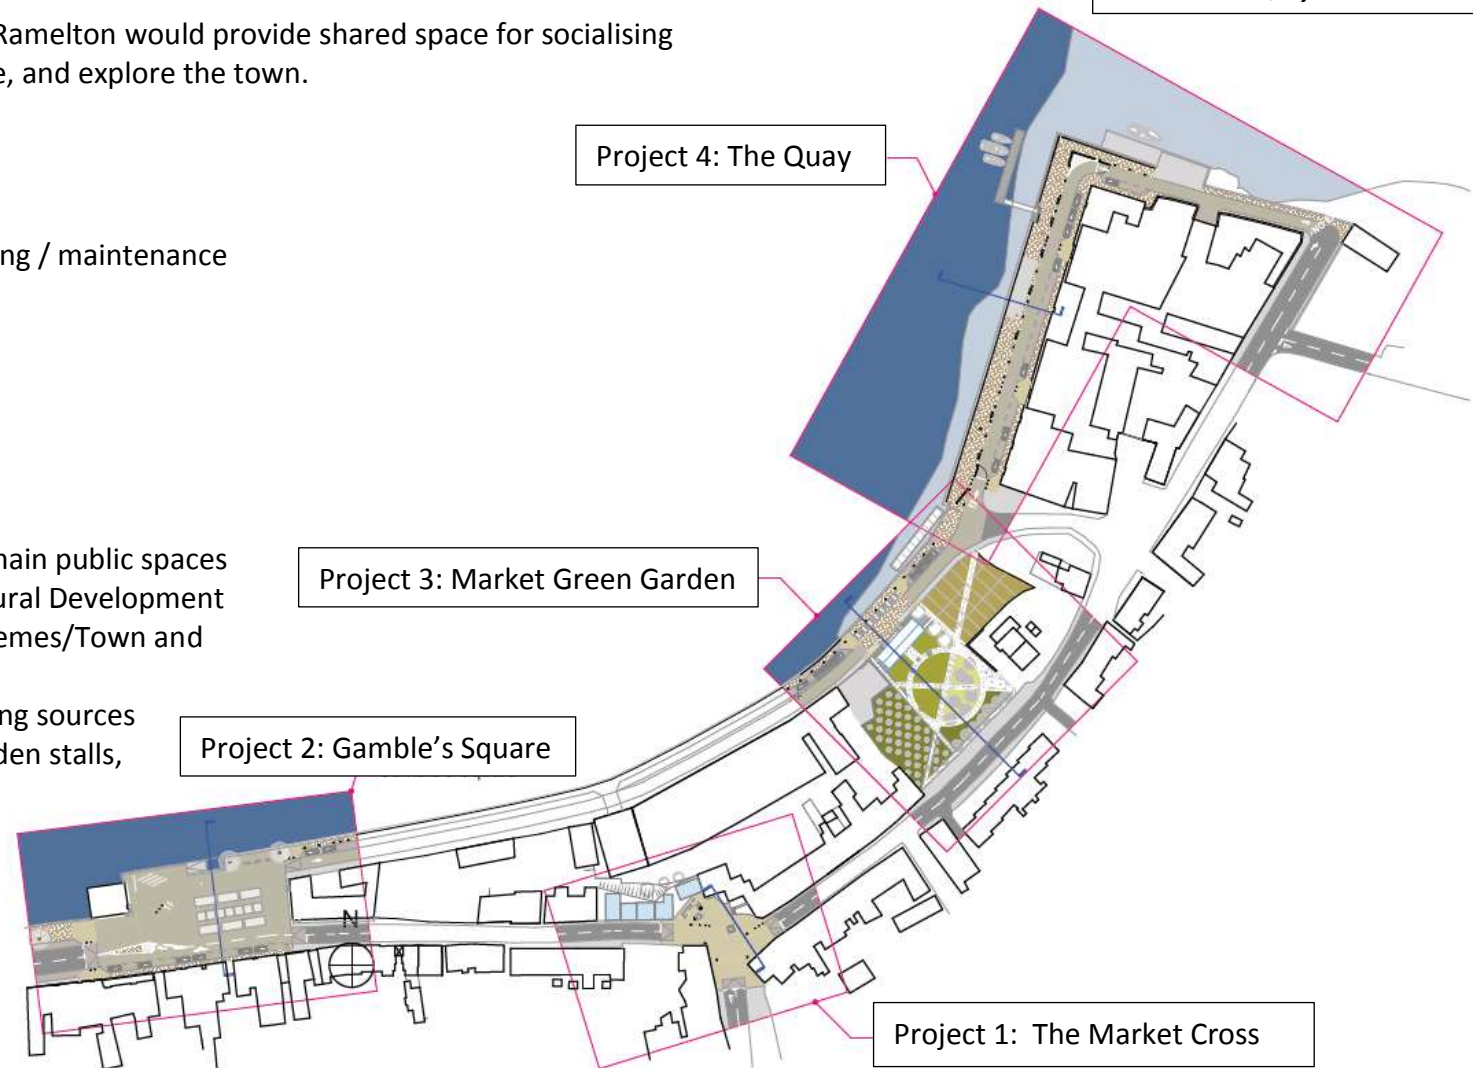 Ramelton would provide shared space for socialising
e, and explore the town.
Project 4: The Quay
ng / maintenance
nain public spaces
ural Development
Project 3: Market Green Garden
emes/Town and
ng sources
den stalls,
Project 2: Gamble's Square
N
Project 1: The Market Cross